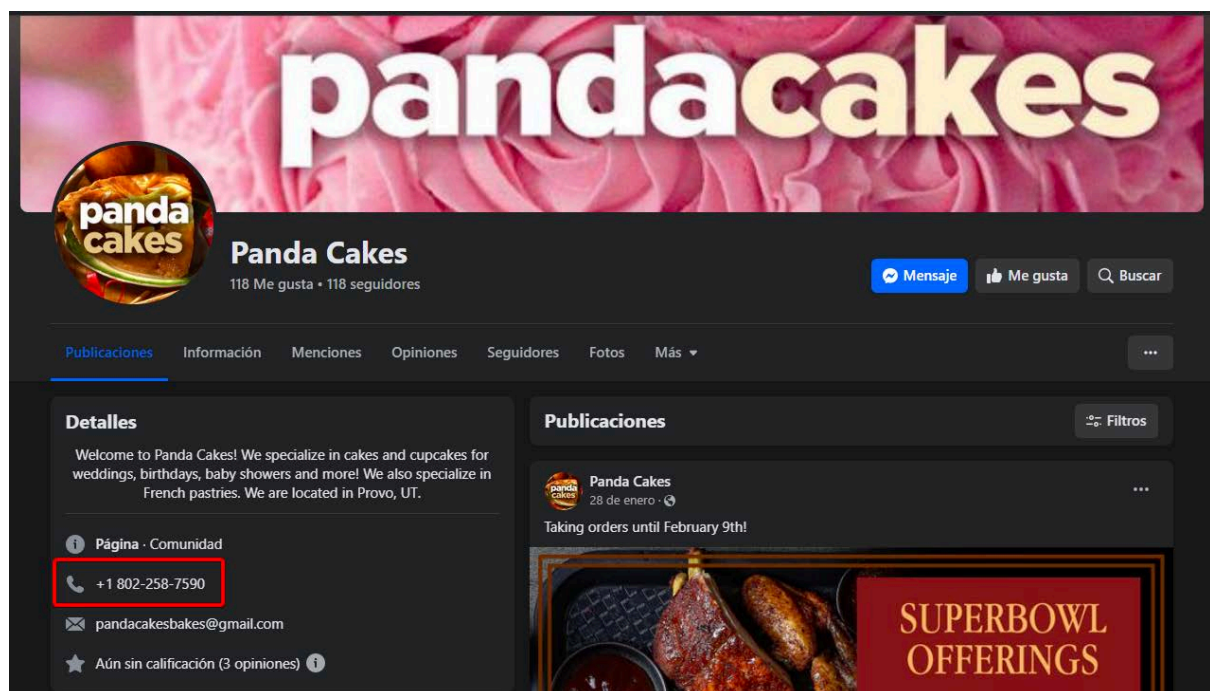 pandacakes
panda
cakes
Panda Cakes
118 Me gusta • 118 seguidores
Mensaje
Me gusta
Buscar
Publicaciones
Información
Menciones
Opiniones
Seguidores
Fotos
Más
Detalles
Welcome to Panda Cakes! We specialize in cakes and cupcakes for
weddings, birthdays, baby showers and more! We also specialize in
French pastries. We are located in Provo, UT.
Página · Comunidad
+1 802-258-7590
pandacakesbakes@gmail.com
Aún sin calificación (3 opiniones)
Publicaciones
Filtros
panda
cakes
Panda Cakes
28 de enero ·
Taking orders until February 9th!
SUPERBOWL
OFFERINGS